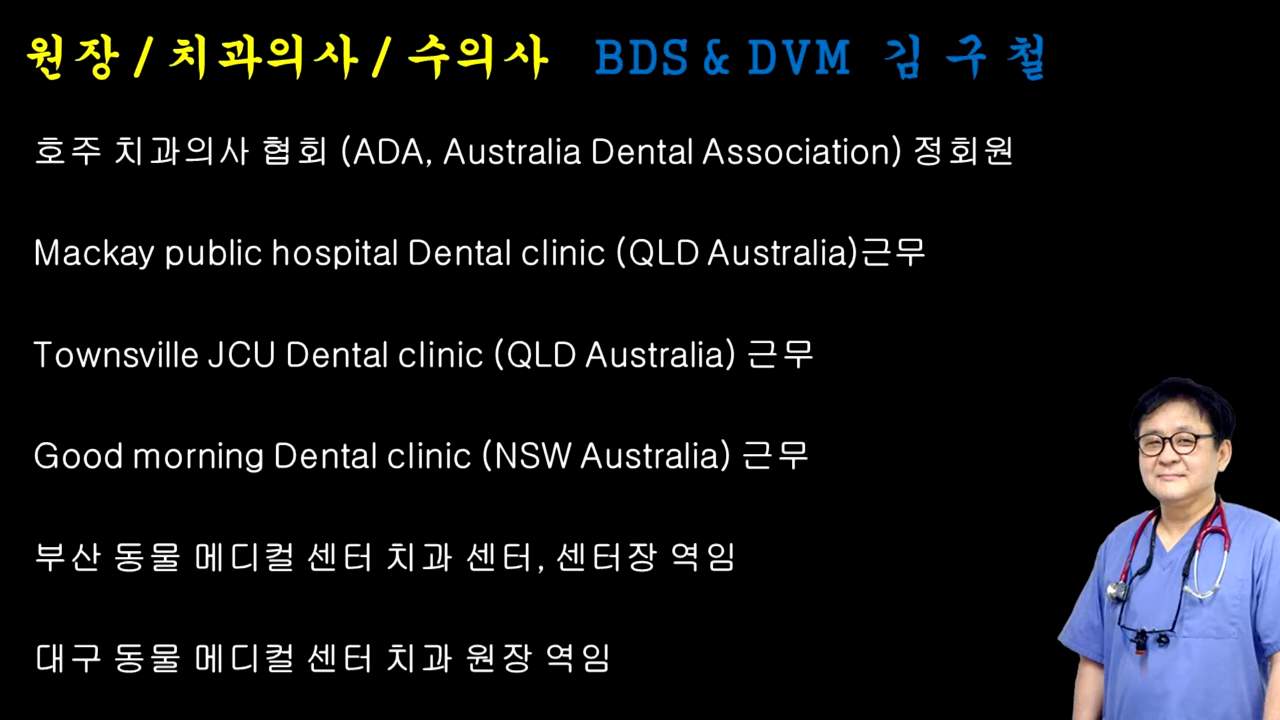 원장 / 치과의사 / 수의사 BDS & DVM 김 구 철
호주 치과의사 협회 (ADA, Australia Dental Association) 정회원
Mackay public hospital Dental clinic (QLD Australia)근무
Townsville JCU Dental clinic (QLD Australia) 근무
Good morning Dental clinic (NSW Australia) 근무
부산 동물 메디컬 센터 치과 센터, 센터장 역임
대구 동물 메디컬 센터 치과 원장 역임